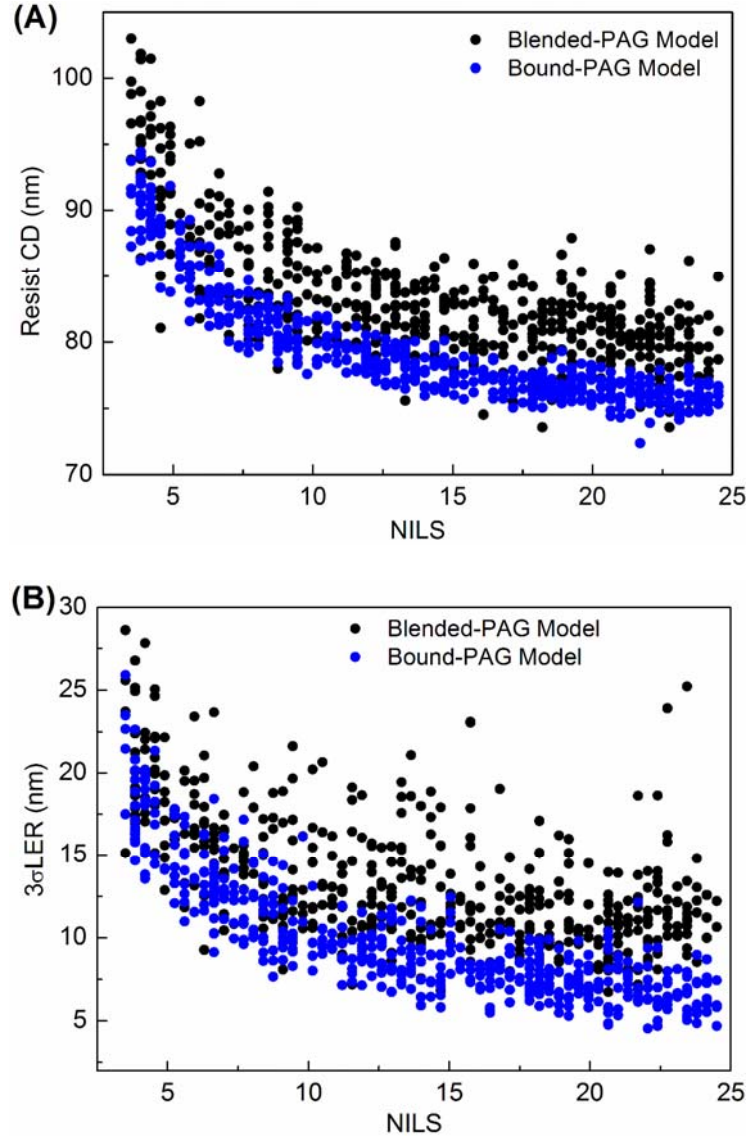 (A)
Blended-PAG Model
Bound-PAG Model
100
90
80
70
Resist CD (nm)
5 10 15 20 25
NILS
(B)
30
Blended-PAG Model
Bound-PAG Model
25
20
15
10
5
3σLER (nm)
5 10 15 20 25
NILS